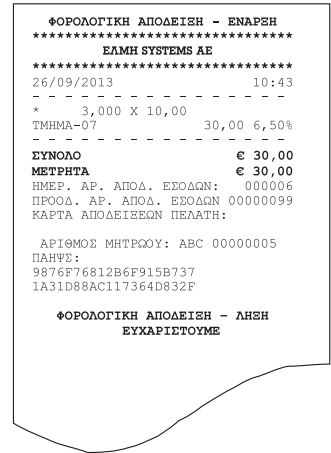 ΦΟΡΟΛΟΓΙΚΗ ΑΠΟΔΕΙΞΗ - ΕΝΑΡΞΗ
********************************
ΕΛΜΗ SYSTEMS AE
********************************
26/09/2013 10:43
- - - - - - - - - - - - - - - -
* 3,000 X 10,00
ΤΜΗΜΑ-07 30,00 6,50%
- - - - - - - - - - - - - - - -
ΣΥΝΟΛΟ € 30,00
ΜΕΤΡΗΤΑ € 30,00
ΗΜΕΡ. ΑΡ. ΑΠΟΔ. ΕΣΟΔΩΝ: 000006
ΠΡΟΟΔ. ΑΡ. ΑΠΟΔ. ΕΣΟΔΩΝ 00000099
ΚΑΡΤΑ ΑΠΟΔΕΙΞΕΩΝ ΠΕΛΑΤΗ:
ΑΡΙΘΜΟΣ ΜΗΤΡΩΟΥ: ABC 00000005
ΠΑΗΨΣ:
9876F76812B6F915B737
1A31D88AC117364D832F
ΦΟΡΟΛΟΓΙΚΗ ΑΠΟΔΕΙΞΗ – ΛΗΞΗ
ΕΥΧΑΡΙΣΤΟΥΜΕ